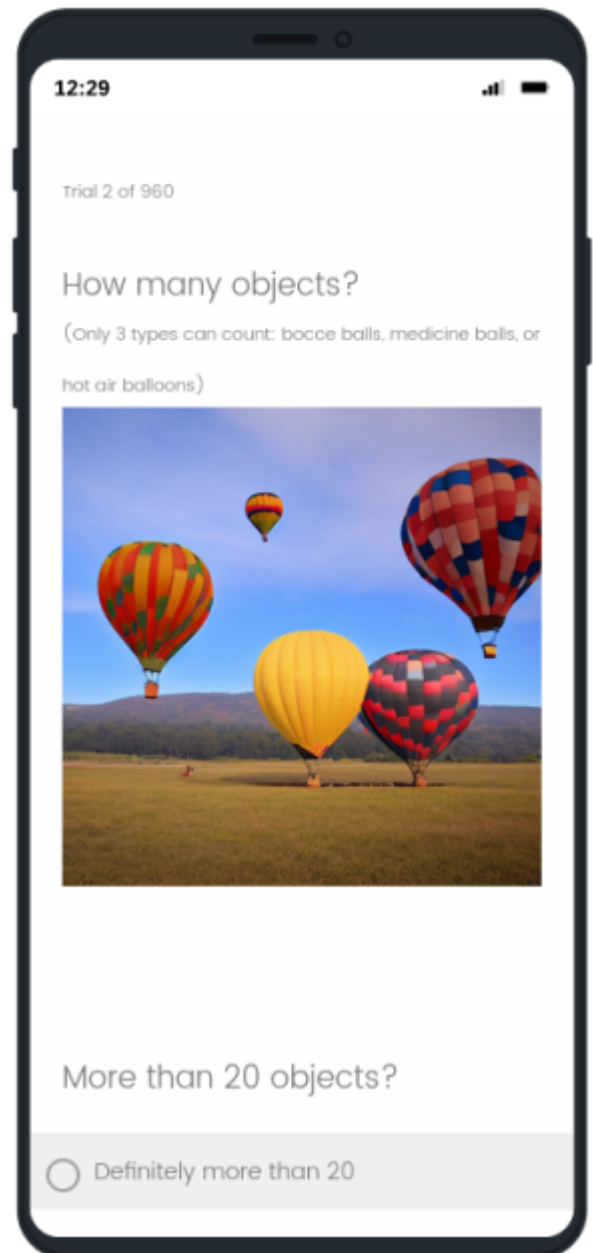 12:29
Trial 2 of 960
How many objects?
(Only 3 types can count: bocce balls, medicine balls, or
hot air balloons)
More than 20 objects?
Definitely more than 20